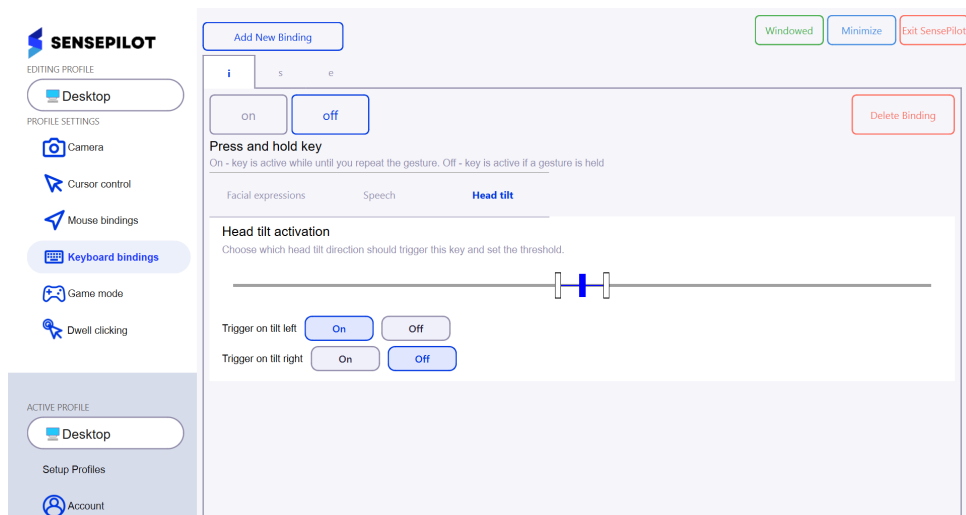 SENSEPILOT
EDITING PROFILE
Desktop
PROFILE SETTINGS
Camera
Cursor control
Mouse bindings
Keyboard bindings
Game mode
Dwell clicking
ACTIVE PROFILE
Desktop
Setup Profiles
Account
Add New Binding
Windowed
Minimize
Exit SensePilot
i s e
on off
Delete Binding
Press and hold key
On - key is active while until you repeat the gesture. Off - key is active if a gesture is held
Facial expressions Speech Head tilt
Head tilt activation
Choose which head tilt direction should trigger this key and set the threshold.
Trigger on tilt left On Off
Trigger on tilt right On Off